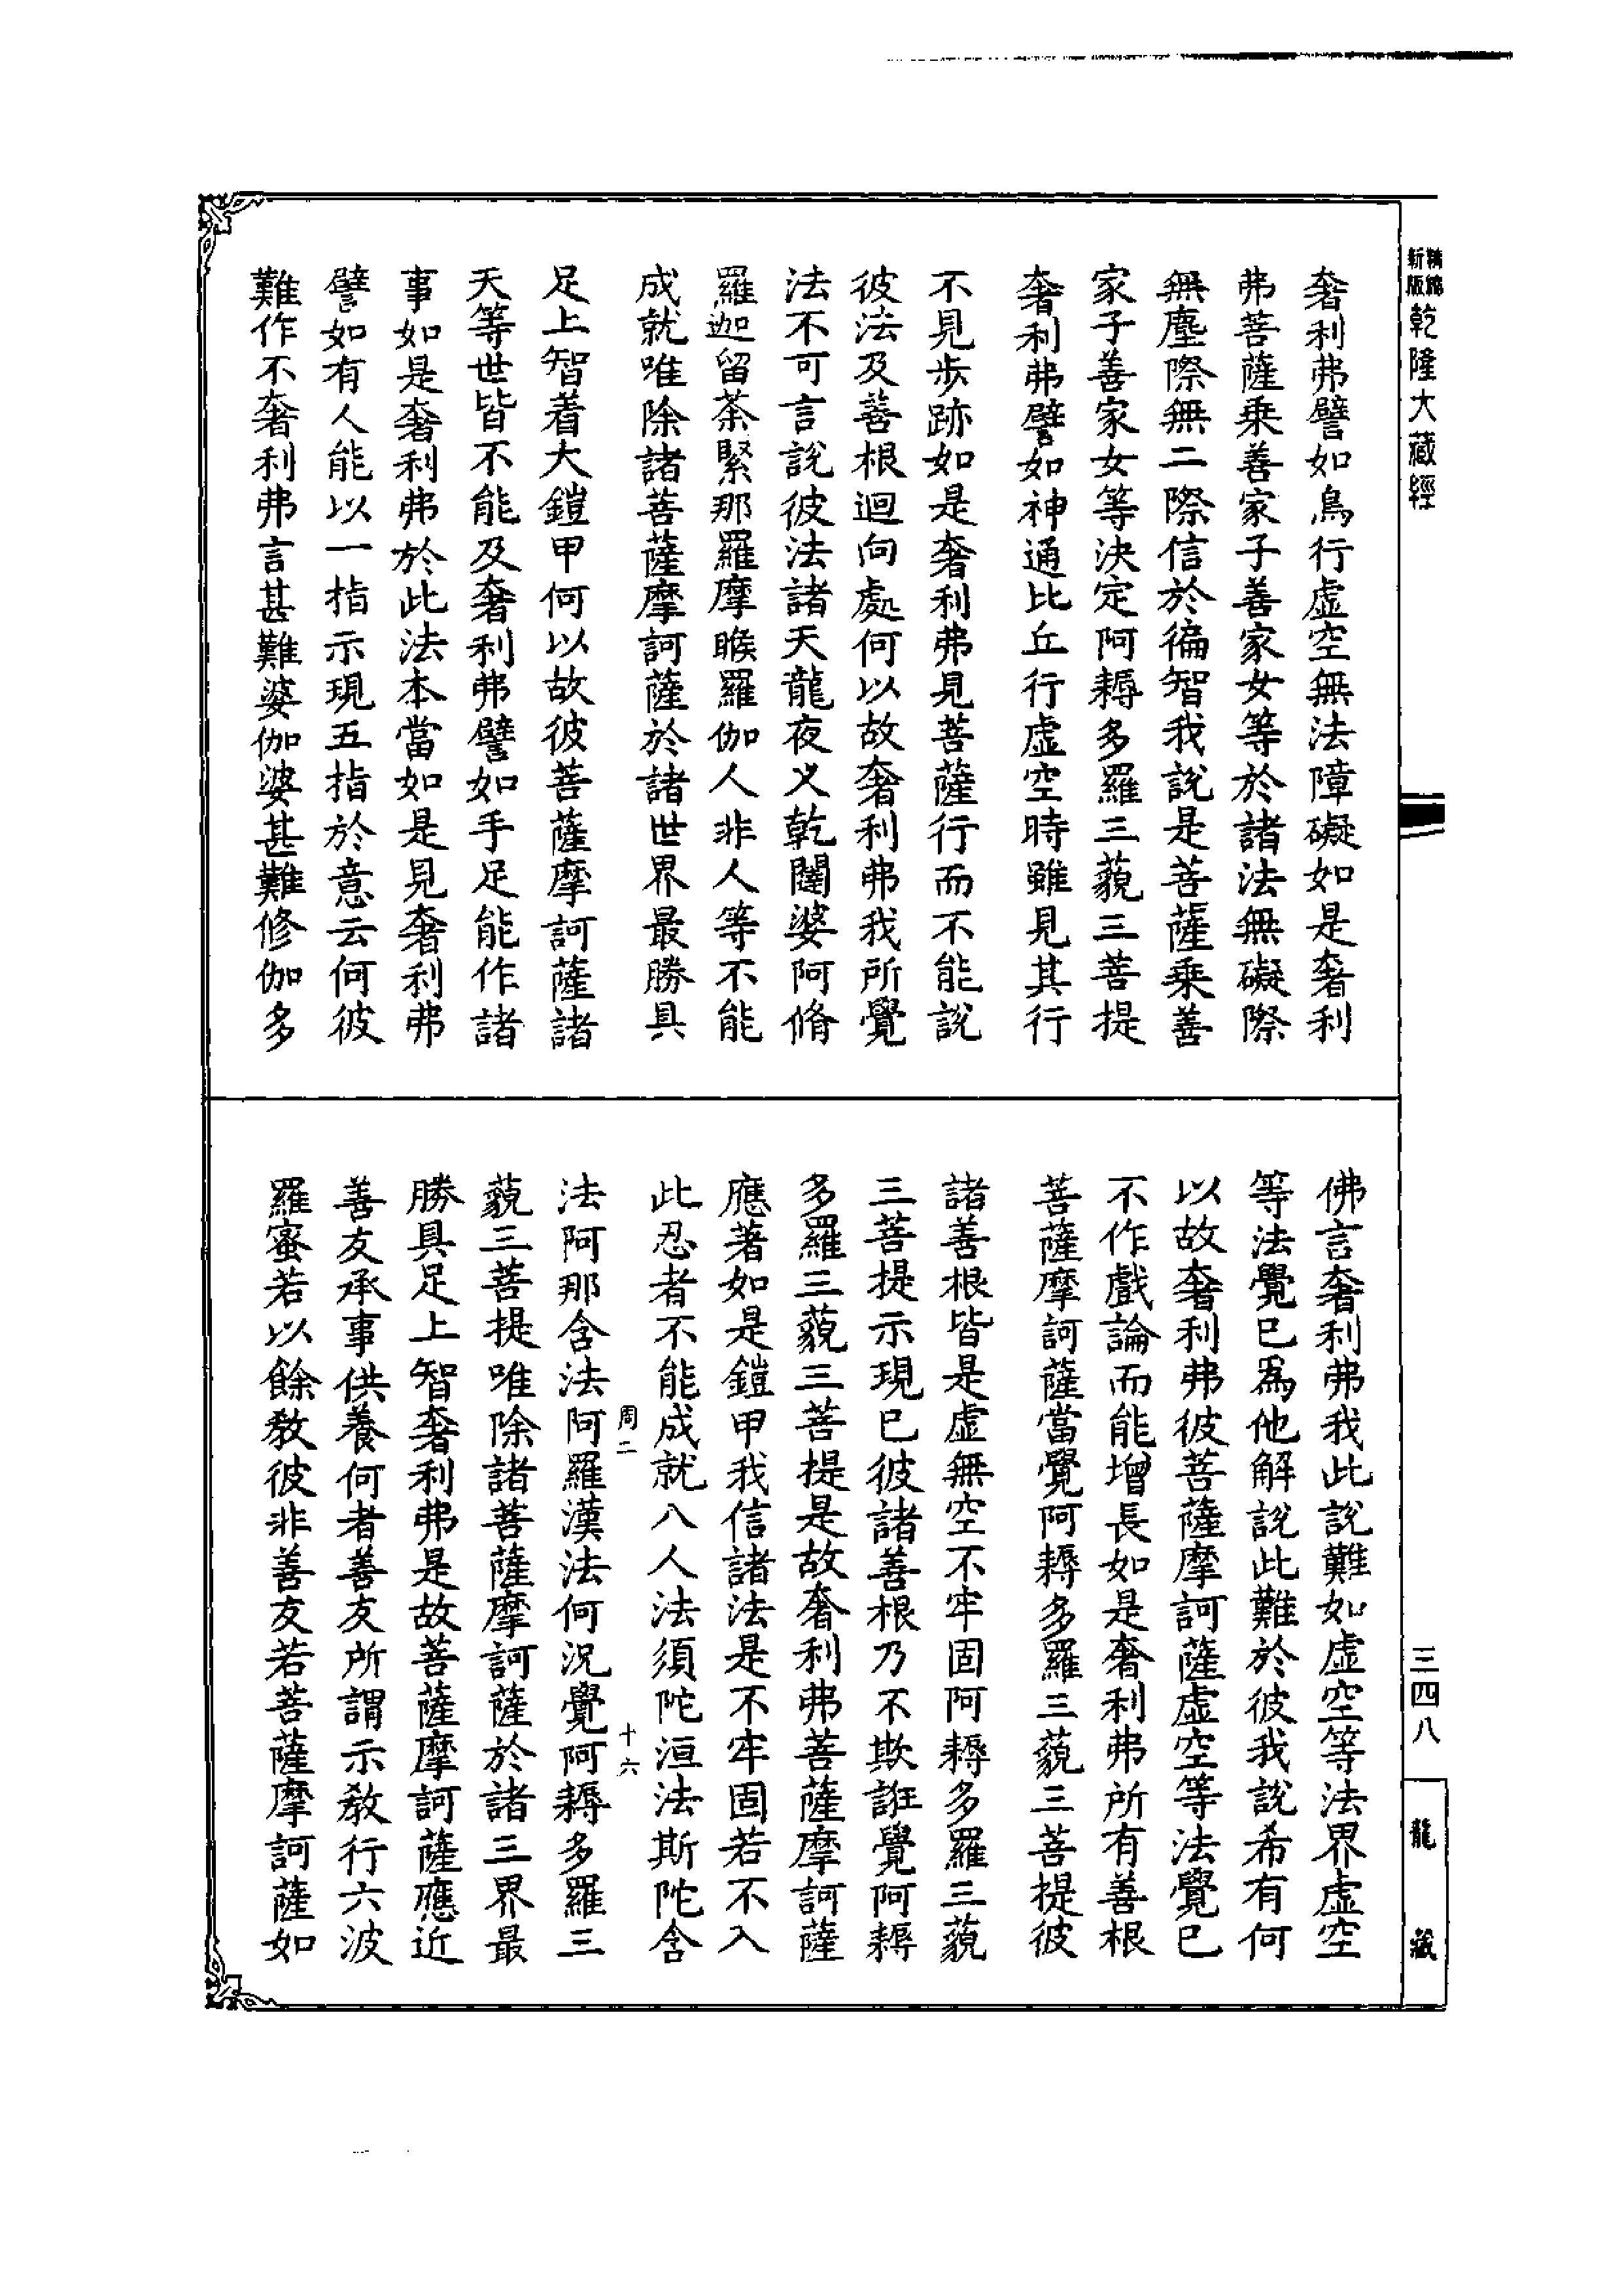 精縮
新版
乾隆大藏經
奢利弗譬如鳥行虛空無法障礙如是奢利
弗菩薩乘善家子善家女等於諸法無礙際
無塵際無二際信於徧智我說是菩薩乘善
家子善家女等決定阿耨多羅三藐三菩提
奢利弗譬如神通比丘行虛空時雖見其行
不見步跡如是奢利弗見菩薩行而不能說
彼法及善根迴向處何以故奢利弗我所覺
法不可言說彼法諸天龍夜叉乾闥婆阿脩
羅迦留荼緊那羅摩睺羅伽人非人等不能
成就唯除諸菩薩摩訶薩於諸世界最勝具
足上智着大鎧甲何以故彼菩薩摩訶薩諸
天等世皆不能及奢利弗譬如手足能作諸
事如是奢利弗於此法本當如是見奢利弗
譬如有人能以一指示現五指於意云何彼
難作不奢利弗言甚難婆伽婆甚難修伽多
佛言奢利弗我此說難如虛空等法界虛空
等法覺已爲他解說此難於彼我說希有何
以故奢利弗彼菩薩摩訶薩虛空等法覺已
不作戲論而能增長如是奢利弗所有善根
菩薩摩訶薩當覺阿耨多羅三藐三菩提彼
諸善根皆是虛無空不牢固阿耨多羅三藐
三菩提示現已彼諸善根乃不欺誑覺阿耨
多羅三藐三菩提是故奢利弗菩薩摩訶薩
應著如是鎧甲我信諸法是不牢固若不入
此忍者不能成就八人法須陀洹法斯陀含
周二
十六
法阿那含法阿羅漢法何況覺阿耨多羅三
藐三菩提唯除諸菩薩摩訶薩於諸三界最
勝具足上智奢利弗是故菩薩摩訶薩應近
善友承事供養何者善友所謂示教行六波
羅蜜若以餘教彼非善友若菩薩摩訶薩如
三四八
龍藏